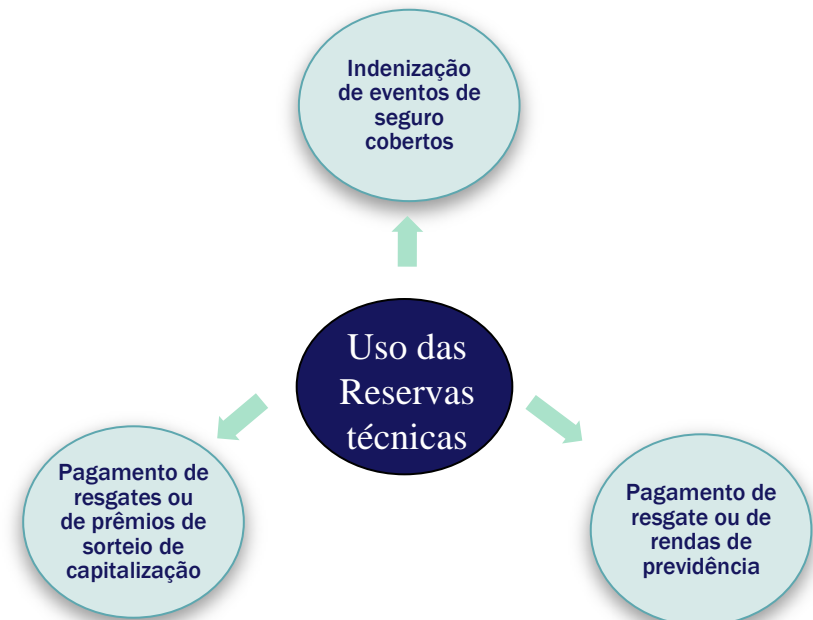 Indenização
de eventos de
seguro
cobertos
Uso das
Reservas
técnicas
Pagamento de
resgates ou
de prêmios de
sorteio de
capitalização
Pagamento de
resgate ou de
rendas de
previdência